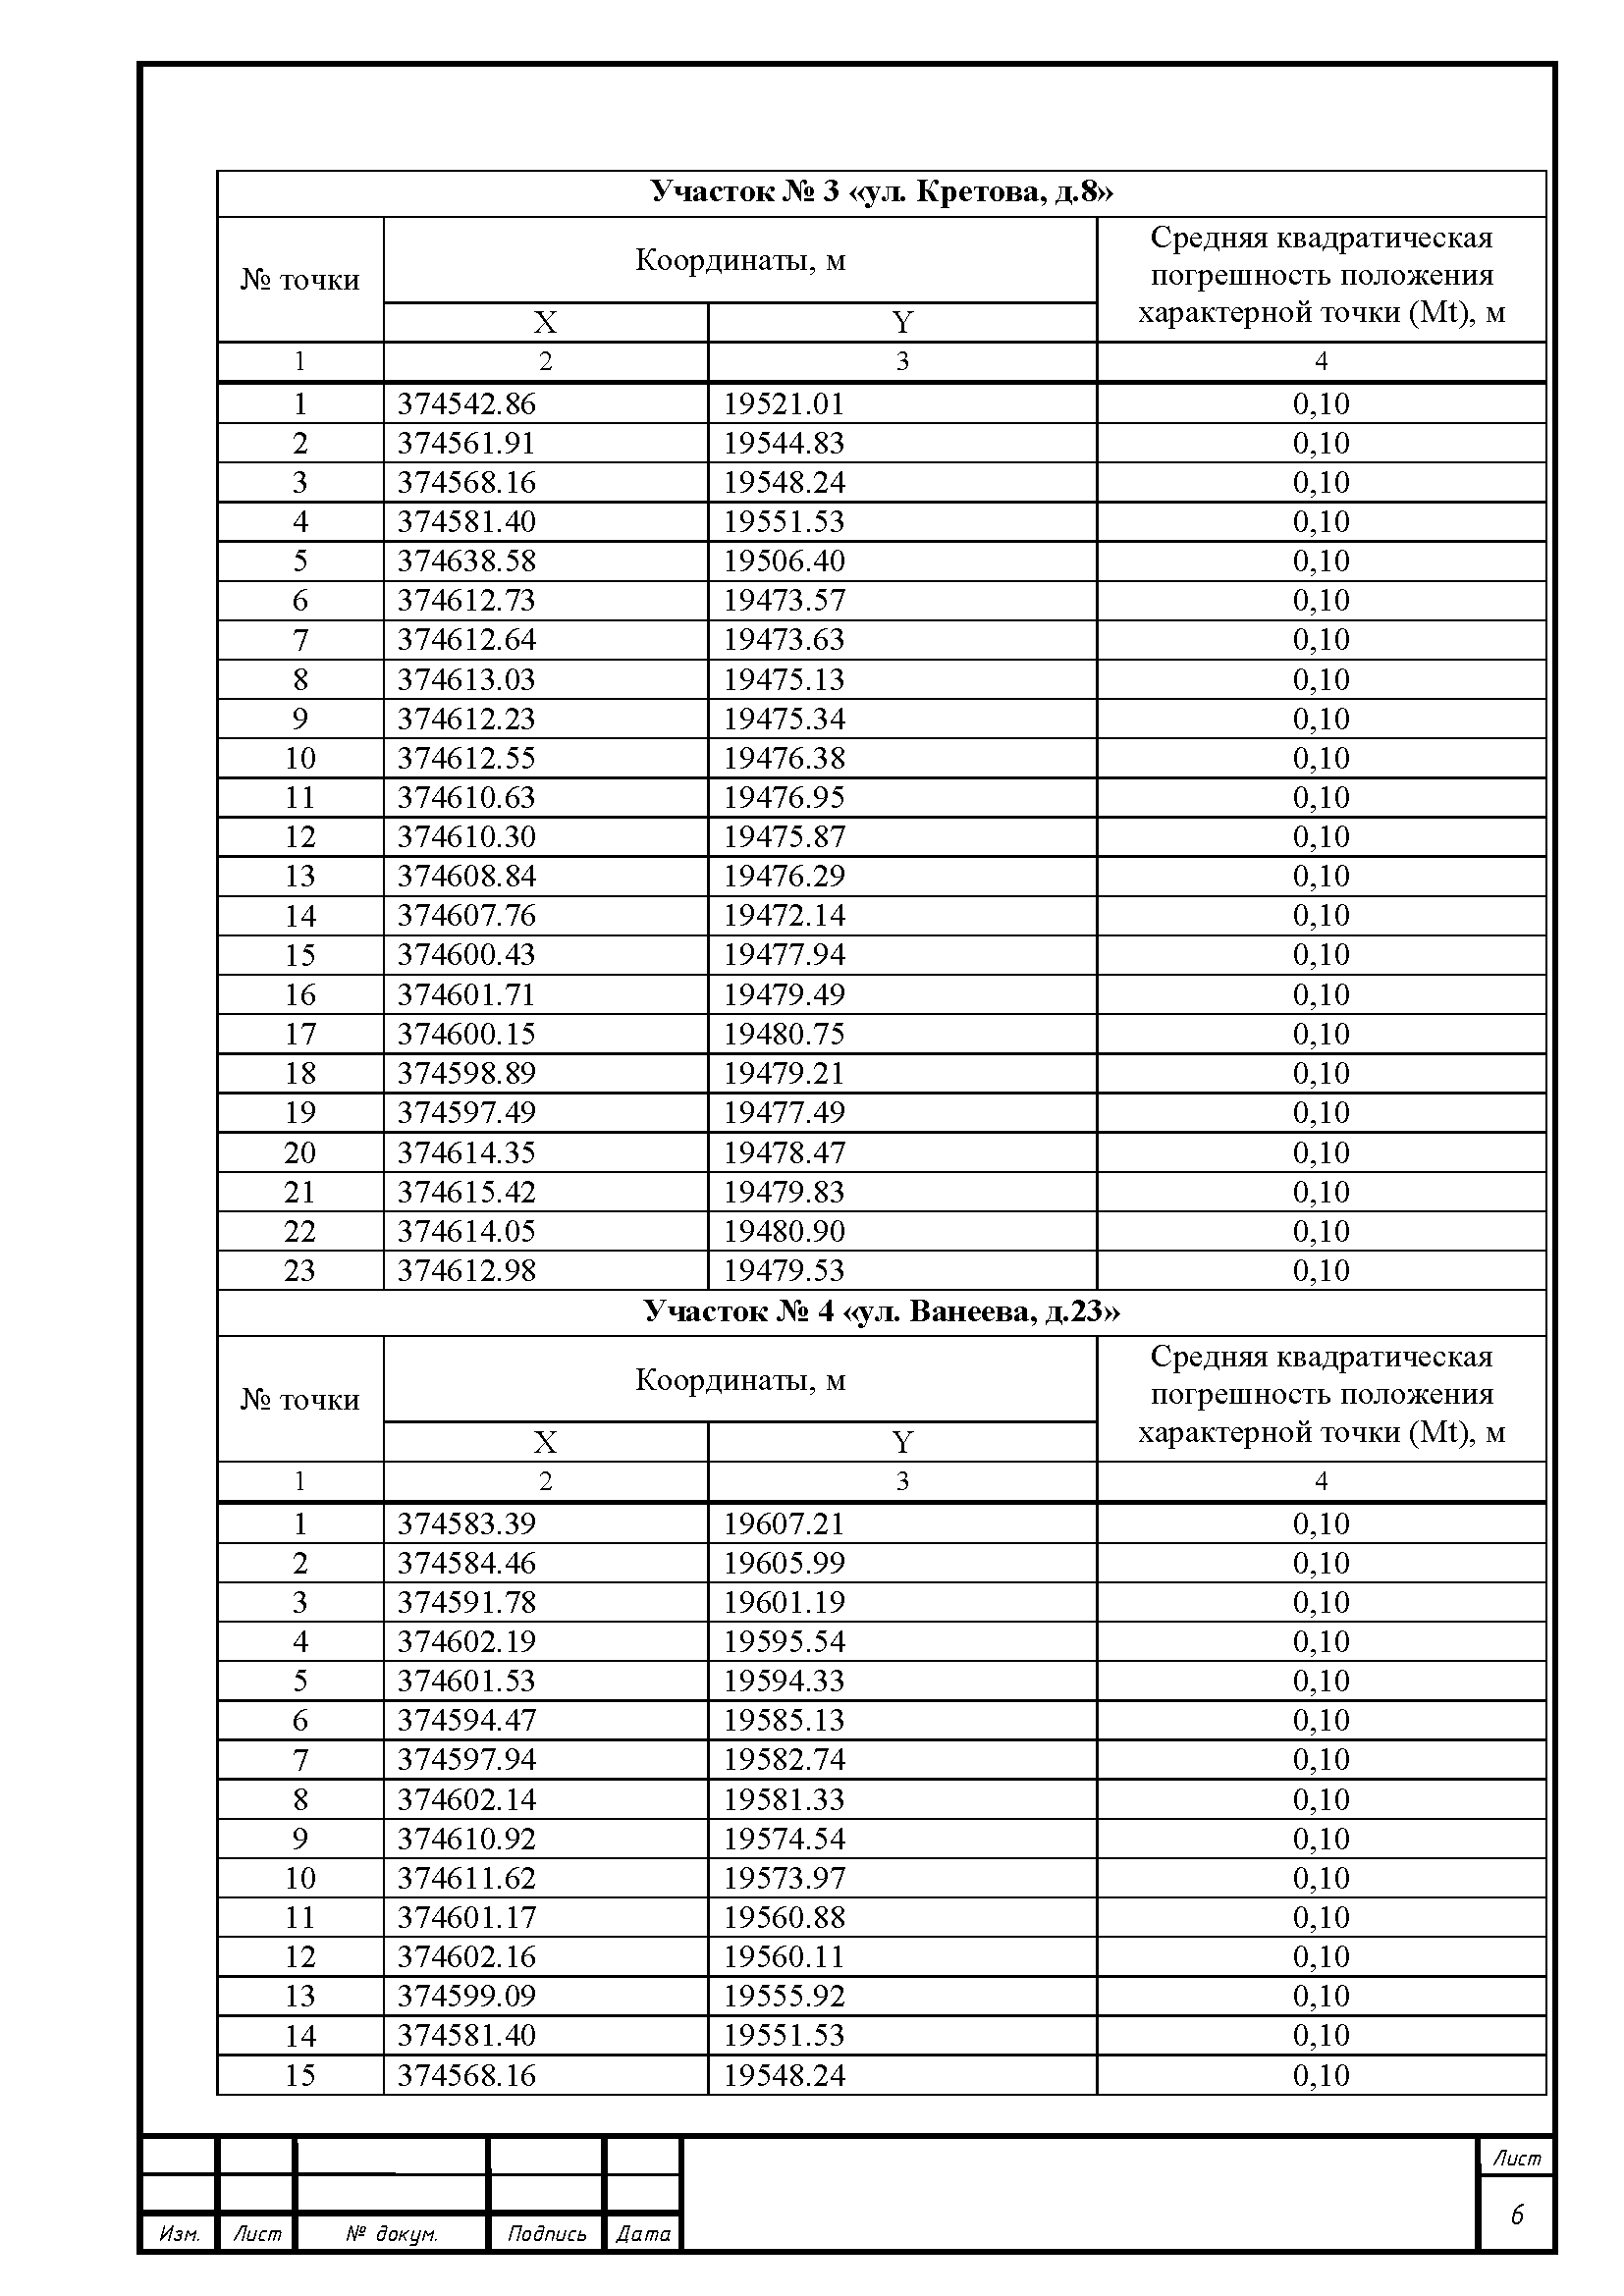 Участок № 3 «ул. Кретова, д.8»
№ точки
Координаты, м
Средняя квадратическая
погрешность положения
характерной точки (Mt), м
X Y
1 2 3 4
1 374542.86 19521.01 0,10
2 374561.91 19544.83 0,10
3 374568.16 19548.24 0,10
4 374581.40 19551.53 0,10
5 374638.58 19506.40 0,10
6 374612.73 19473.57 0,10
7 374612.64 19473.63 0,10
8 374613.03 19475.13 0,10
9 374612.23 19475.34 0,10
10 374612.55 19476.38 0,10
11 374610.63 19476.95 0,10
12 374610.30 19475.87 0,10
13 374608.84 19476.29 0,10
14 374607.76 19472.14 0,10
15 374600.43 19477.94 0,10
16 374601.71 19479.49 0,10
17 374600.15 19480.75 0,10
18 374598.89 19479.21 0,10
19 374597.49 19477.49 0,10
20 374614.35 19478.47 0,10
21 374615.42 19479.83 0,10
22 374614.05 19480.90 0,10
23 374612.98 19479.53 0,10
Участок № 4 «ул. Ванеева, д.23»
№ точки
Координаты, м
Средняя квадратическая
погрешность положения
характерной точки (Mt), м
X Y
1 2 3 4
1 374583.39 19607.21 0,10
2 374584.46 19605.99 0,10
3 374591.78 19601.19 0,10
4 374602.19 19595.54 0,10
5 374601.53 19594.33 0,10
6 374594.47 19585.13 0,10
7 374597.94 19582.74 0,10
8 374602.14 19581.33 0,10
9 374610.92 19574.54 0,10
10 374611.62 19573.97 0,10
11 374601.17 19560.88 0,10
12 374602.16 19560.11 0,10
13 374599.09 19555.92 0,10
14 374581.40 19551.53 0,10
15 374568.16 19548.24 0,10
Лист
6
Изм. Лист № докум. Подпись Дата